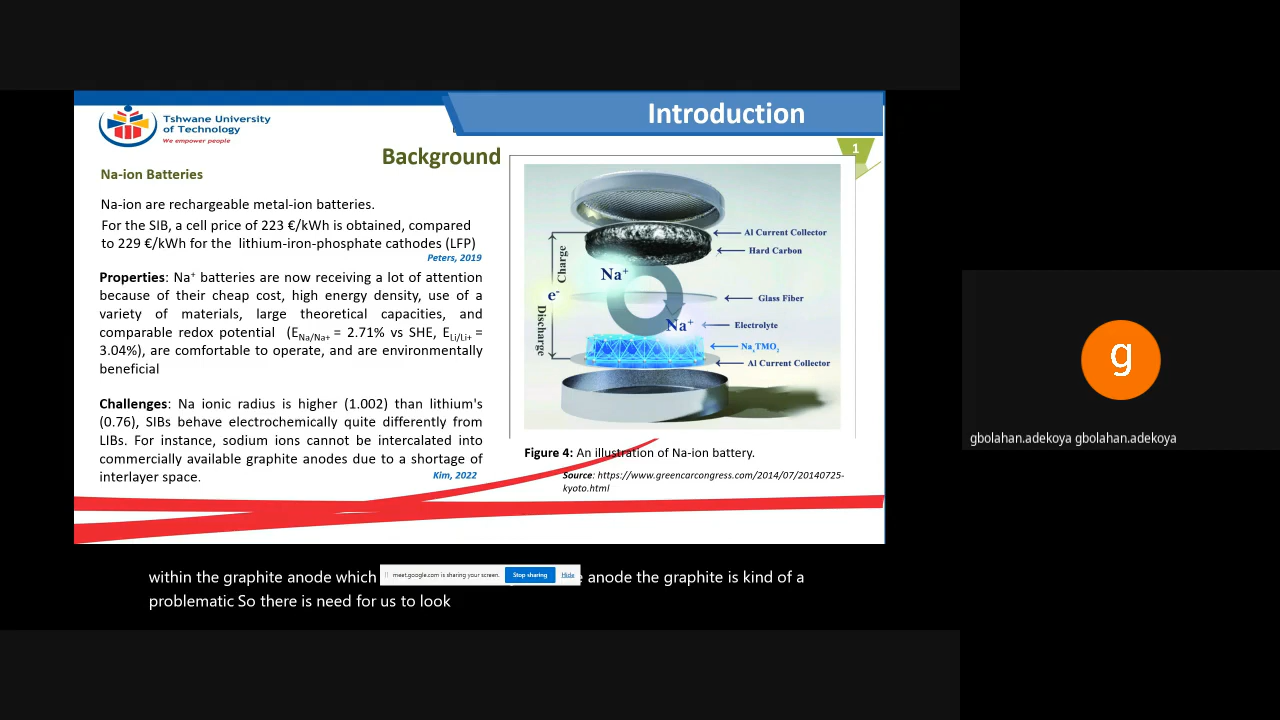 Tshwane University
of Technology
We empower people
Introduction
1
Background
Na-ion Batteries
Na-ion are rechargeable metal-ion batteries.
For the SIB, a cell price of 223 €/kWh is obtained, compared
to 229 €/kWh for the lithium-iron-phosphate cathodes (LFP)
Peters, 2019
Properties: Na⁺ batteries are now receiving a lot of attention
because of their cheap cost, high energy density, use of a
variety of materials, large theoretical capacities, and
comparable redox potential (E_Na/Na+ = 2.71% vs SHE, E_Li/Li+ =
3.04%), are comfortable to operate, and are environmentally
beneficial
Challenges: Na ionic radius is higher (1.002) than lithium's
(0.76), SIBs behave electrochemically quite differently from
LIBs. For instance, sodium ions cannot be intercalated into
commercially available graphite anodes due to a shortage of
interlayer space.
Kim, 2022
Al Current Collector
Hard Carbon
Charge
Na⁺
e⁻
Glass Fiber
Discharge
Na⁺
Electrolyte
NaₓTMO₂
Al Current Collector
Figure 4: An illustration of Na-ion battery.
Source: https://www.greencarcongress.com/2014/07/20140725-
kyoto.html
g
gbolahan.adekoya gbolahan.adekoya
within the graphite anode which
meet.google.com is sharing your screen.
Stop sharing
Hide
anode the graphite is kind of a
problematic So there is need for us to look